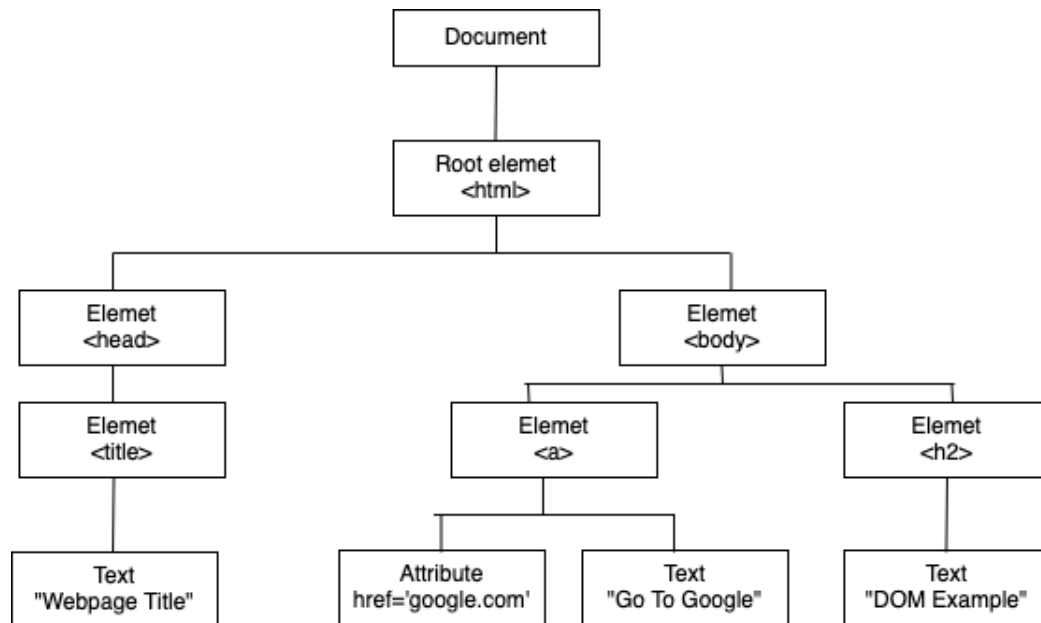 Document
Root elemet
<html>
Elemet
<head>
Elemet
<body>
Elemet
<title>
Elemet
<a>
Elemet
<h2>
Text
"Webpage Title"
Attribute
href='google.com'
Text
"Go To Google"
Text
"DOM Example"